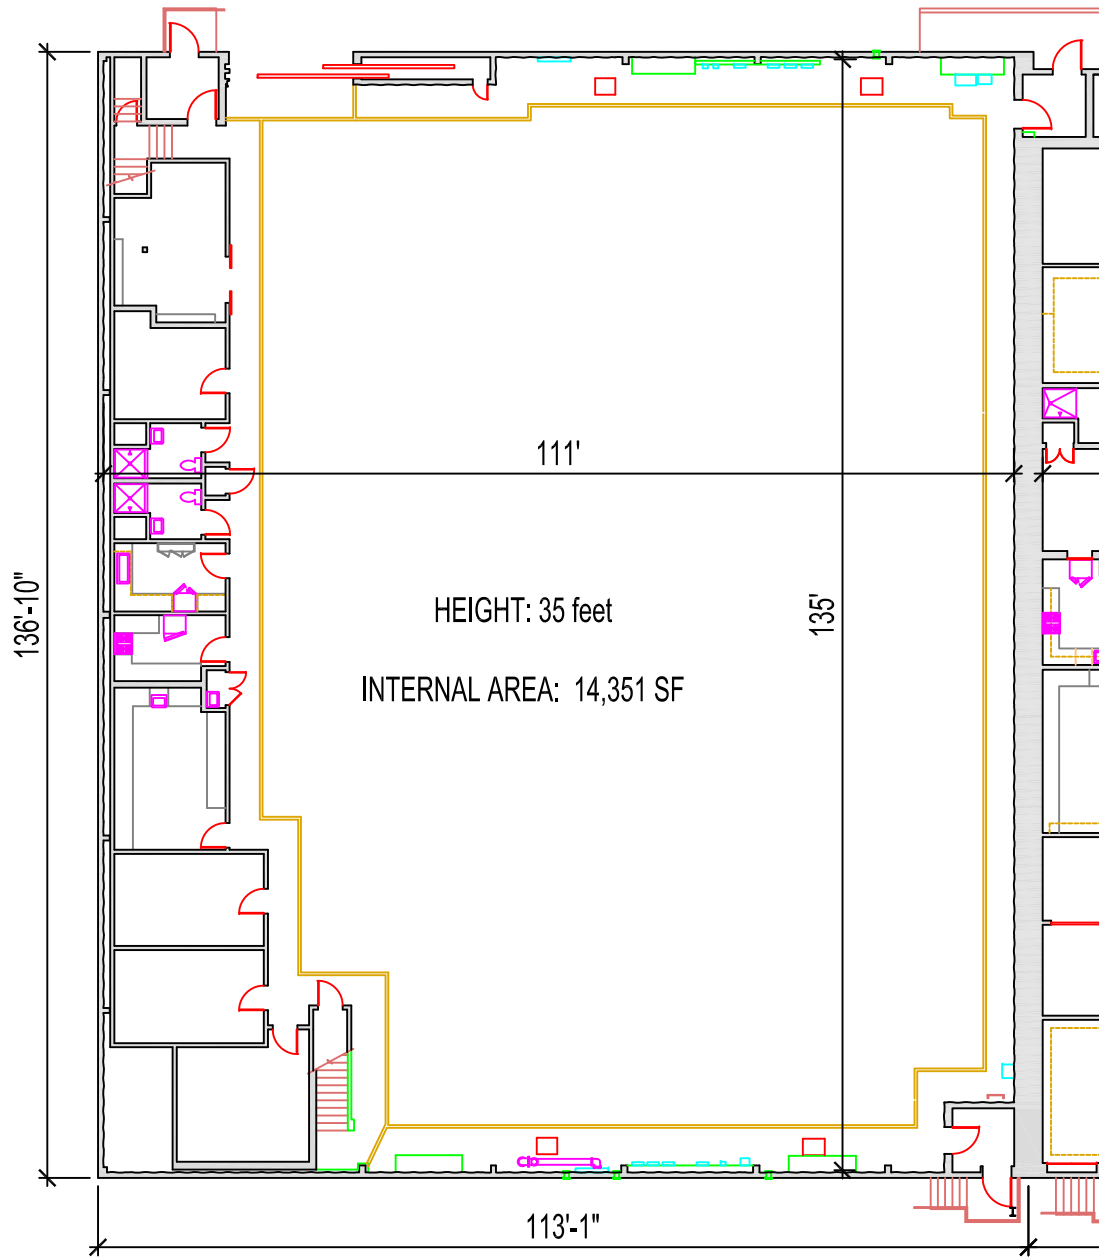 111'
136'-10"
HEIGHT: 35 feet
135'
INTERNAL AREA: 14,351 SF
113'-1"